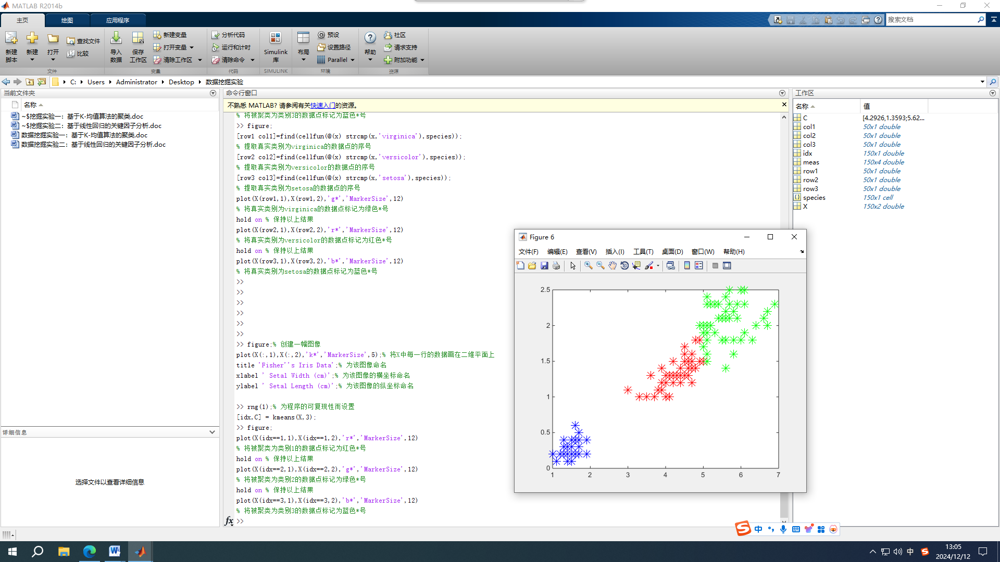 MATLAB R2014b
主页
绘图
应用程序
搜索文档
新建
脚本
新建
打开
查找文件
比较
导入
数据
保存
工作区
新建变量
打开变量
清除工作区
分析代码
运行和计时
清除命令
Simulink
库
布局
预设
设置路径
Parallel
帮助
社区
请求支持
附加功能
文件
变量
代码
SIMULINK
环境
资源
C: Users Administrator Desktop 数据挖掘实验
当前文件夹
名称
~$挖掘实验一：基于K-均值算法的聚类.doc
~$挖掘实验二：基于线性回归的关键因子分析.doc
数据挖掘实验一：基于K-均值算法的聚类.doc
数据挖掘实验二：基于线性回归的关键因子分析.doc
详细信息
选择文件以查看详细信息
命令行窗口
不熟悉 MATLAB? 请参阅有关快速入门的资源。
% 将被聚类为类别3的数据点标记为蓝色*号
>> figure;
[row1 col1]=find(cellfun(@(x) strcmp(x,'virginica'),species));
% 提取真实类别为virginica的数据点的序号
[row2 col2]=find(cellfun(@(x) strcmp(x,'versicolor'),species));
% 提取真实类别为versicolor的数据点的序号
[row3 col3]=find(cellfun(@(x) strcmp(x,'setosa'),species));
% 提取真实类别为setosa的数据点的序号
plot(X(row1,1),X(row1,2),'g*','MarkerSize',12)
% 将真实类别为virginica的数据点标记为绿色*号
hold on % 保持以上结果
plot(X(row2,1),X(row2,2),'r*','MarkerSize',12)
% 将真实类别为versicolor的数据点标记为红色*号
hold on % 保持以上结果
plot(X(row3,1),X(row3,2),'b*','MarkerSize',12)
% 将真实类别为setosa的数据点标记为蓝色*号
>>
>>
>>
>>
>>
>>
>> figure;% 创建一幅图像
plot(X(:,1),X(:,2),'k*','MarkerSize',5);% 将X中每一行的数据画在二维平面上
title 'Fisher''s Iris Data';% 为该图像命名
xlabel ' Setal Width (cm)';% 为该图像的横坐标命名
ylabel ' Setal Length (cm)';% 为该图像的纵坐标命名
>> rng(1);% 为程序的可复现性而设置
[idx,C] = kmeans(X,3);
>> figure;
plot(X(idx==1,1),X(idx==1,2),'r*','MarkerSize',12)
% 将被聚类为类别1的数据点标记为红色*号
hold on % 保持以上结果
plot(X(idx==2,1),X(idx==2,2),'g*','MarkerSize',12)
% 将被聚类为类别2的数据点标记为绿色*号
hold on % 保持以上结果
plot(X(idx==3,1),X(idx==3,2),'b*','MarkerSize',12)
% 将被聚类为类别3的数据点标记为蓝色*号
fx >>
工作区
名称 值
C [4.2926,1.3593;5.62...
col1 50x1 double
col2 50x1 double
col3 50x1 double
idx 150x1 double
meas 150x4 double
row1 50x1 double
row2 50x1 double
row3 50x1 double
species 150x1 cell
X 150x2 double
Figure 6
文件(F) 编辑(E) 查看(V) 插入(I) 工具(T) 桌面(D) 窗口(W) 帮助(H)
2.5
2
1.5
1
0.5
0
1 2 3 4 5 6 7
中
中
13:05
2024/12/12